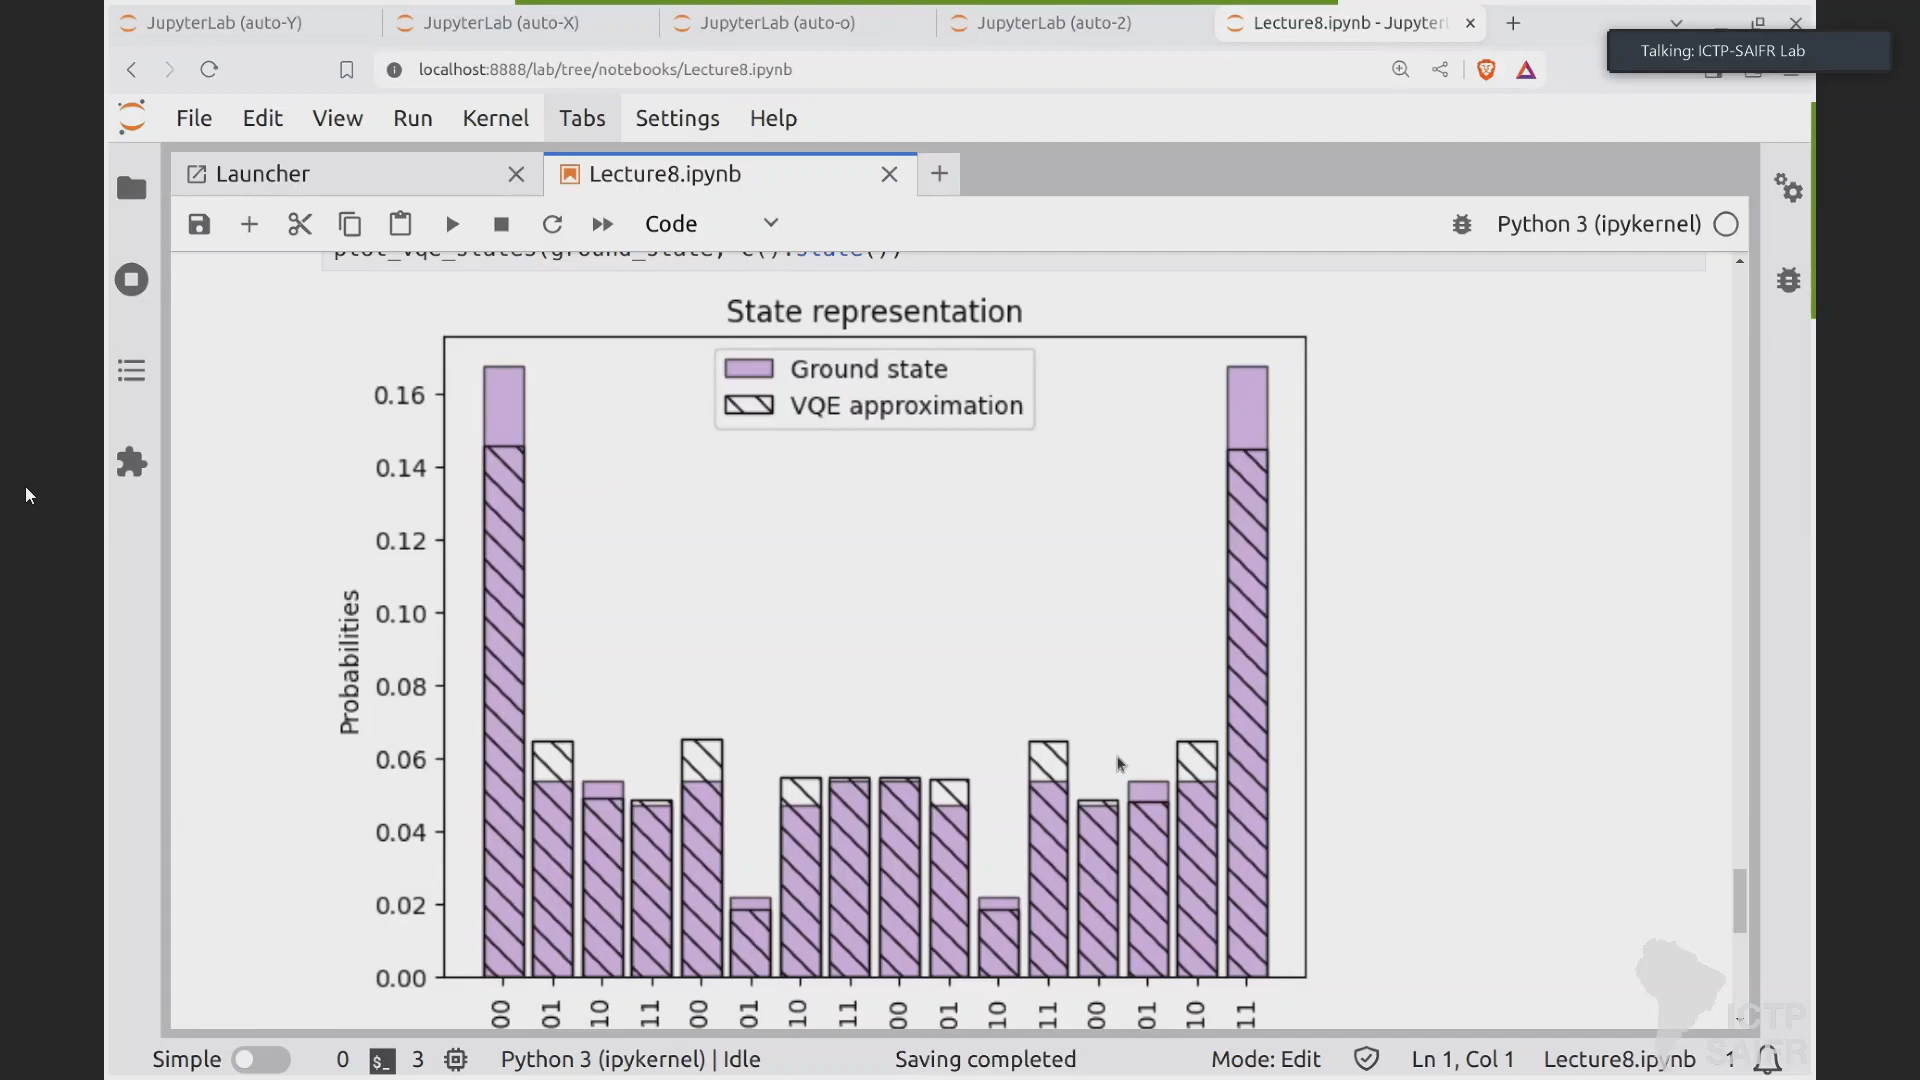 JupyterLab (auto-Y)
JupyterLab (auto-X)
JupyterLab (auto-o)
JupyterLab (auto-2)
Lecture8.ipynb - Jupyter
Talking: ICTP-SAIFR Lab
localhost:8888/lab/tree/notebooks/Lecture8.ipynb
File Edit View Run Kernel Tabs Settings Help
Launcher
Lecture8.ipynb
Code
Python 3 (ipykernel)
plot_vqe_states(ground_state, c().state())
State representation
Ground state
VQE approximation
Probabilities
0.16
0.14
0.12
0.10
0.08
0.06
0.04
0.02
0.00
00 01 10 11 00 01 10 11 00 01 10 11 00 01 10 11
ICTP
SAIFR
Simple 0 $_ 3 Python 3 (ipykernel) | Idle Saving completed Mode: Edit Ln 1, Col 1 Lecture8.ipynb 1